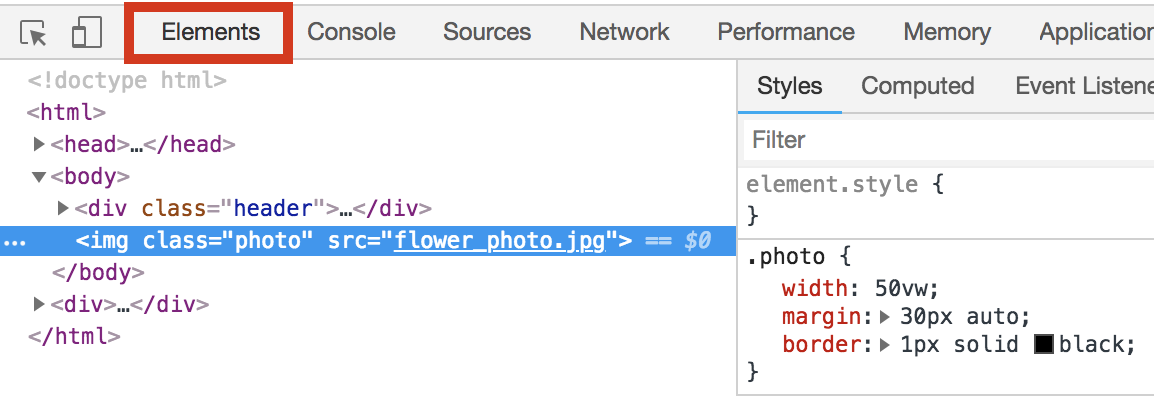 Elements Console Sources Network Performance Memory Application
<!doctype html>
<html>
<head>…</head>
<body>
<div class="header">…</div>
… <img class="photo" src="flower_photo.jpg"> == $0
</body>
<div>…</div>
</html>
Styles Computed Event Listene
Filter
element.style {
}
.photo {
width: 50vw;
margin: 30px auto;
border: 1px solid black;
}